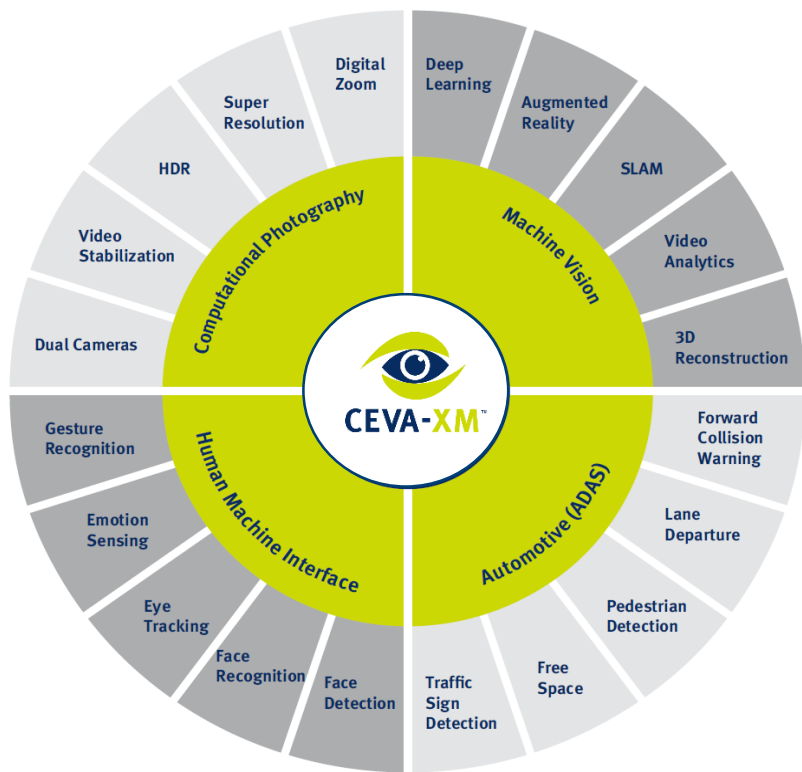 Digital
Zoom
Super
Resolution
HDR
Video
Stabilization
Dual Cameras
Computational Photography
Deep
Learning
Augmented
Reality
SLAM
Video
Analytics
3D
Reconstruction
Machine Vision
CEVA-XM™
Gesture
Recognition
Emotion
Sensing
Eye
Tracking
Face
Recognition
Face
Detection
Human Machine Interface
Forward
Collision
Warning
Lane
Departure
Pedestrian
Detection
Free
Space
Traffic
Sign
Detection
Automotive (ADAS)